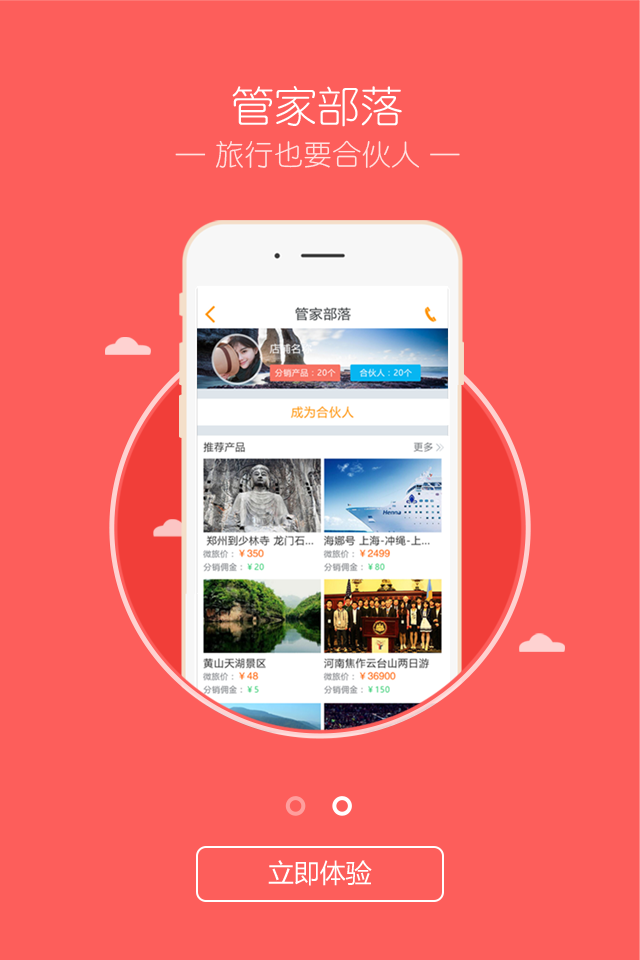 管家部落
— 旅行也要合伙人 —
管家部落
店铺名
分销产品：20个
合伙人：20个
成为合伙人
推荐产品
更多
Henna
郑州到少林寺 龙门石...
海娜号 上海-冲绳-上...
微旅价：¥350
微旅价：¥2499
分销佣金：¥20
分销佣金：¥80
黄山天湖景区
河南焦作云台山两日游
微旅价：¥48
微旅价：¥36900
分销佣金：¥5
分销佣金：¥150
立即体验